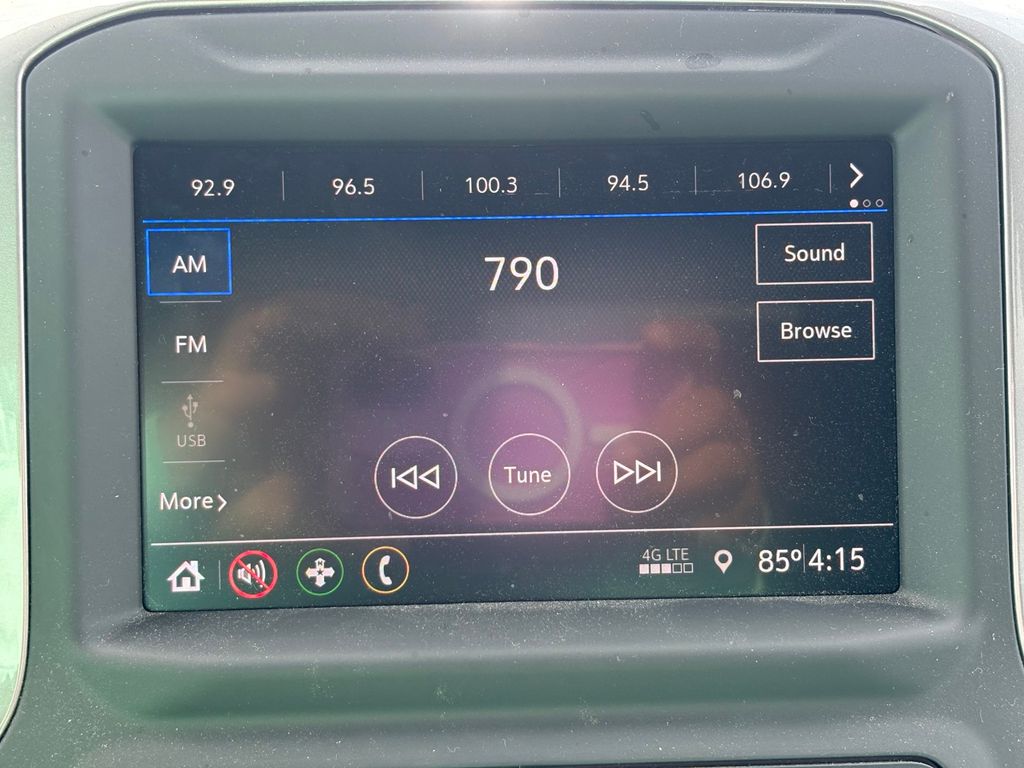 92.9 96.5 100.3 94.5 106.9
AM
790
Sound
FM
Browse
USB
Tune
More
4G LTE
85° 4:15
N